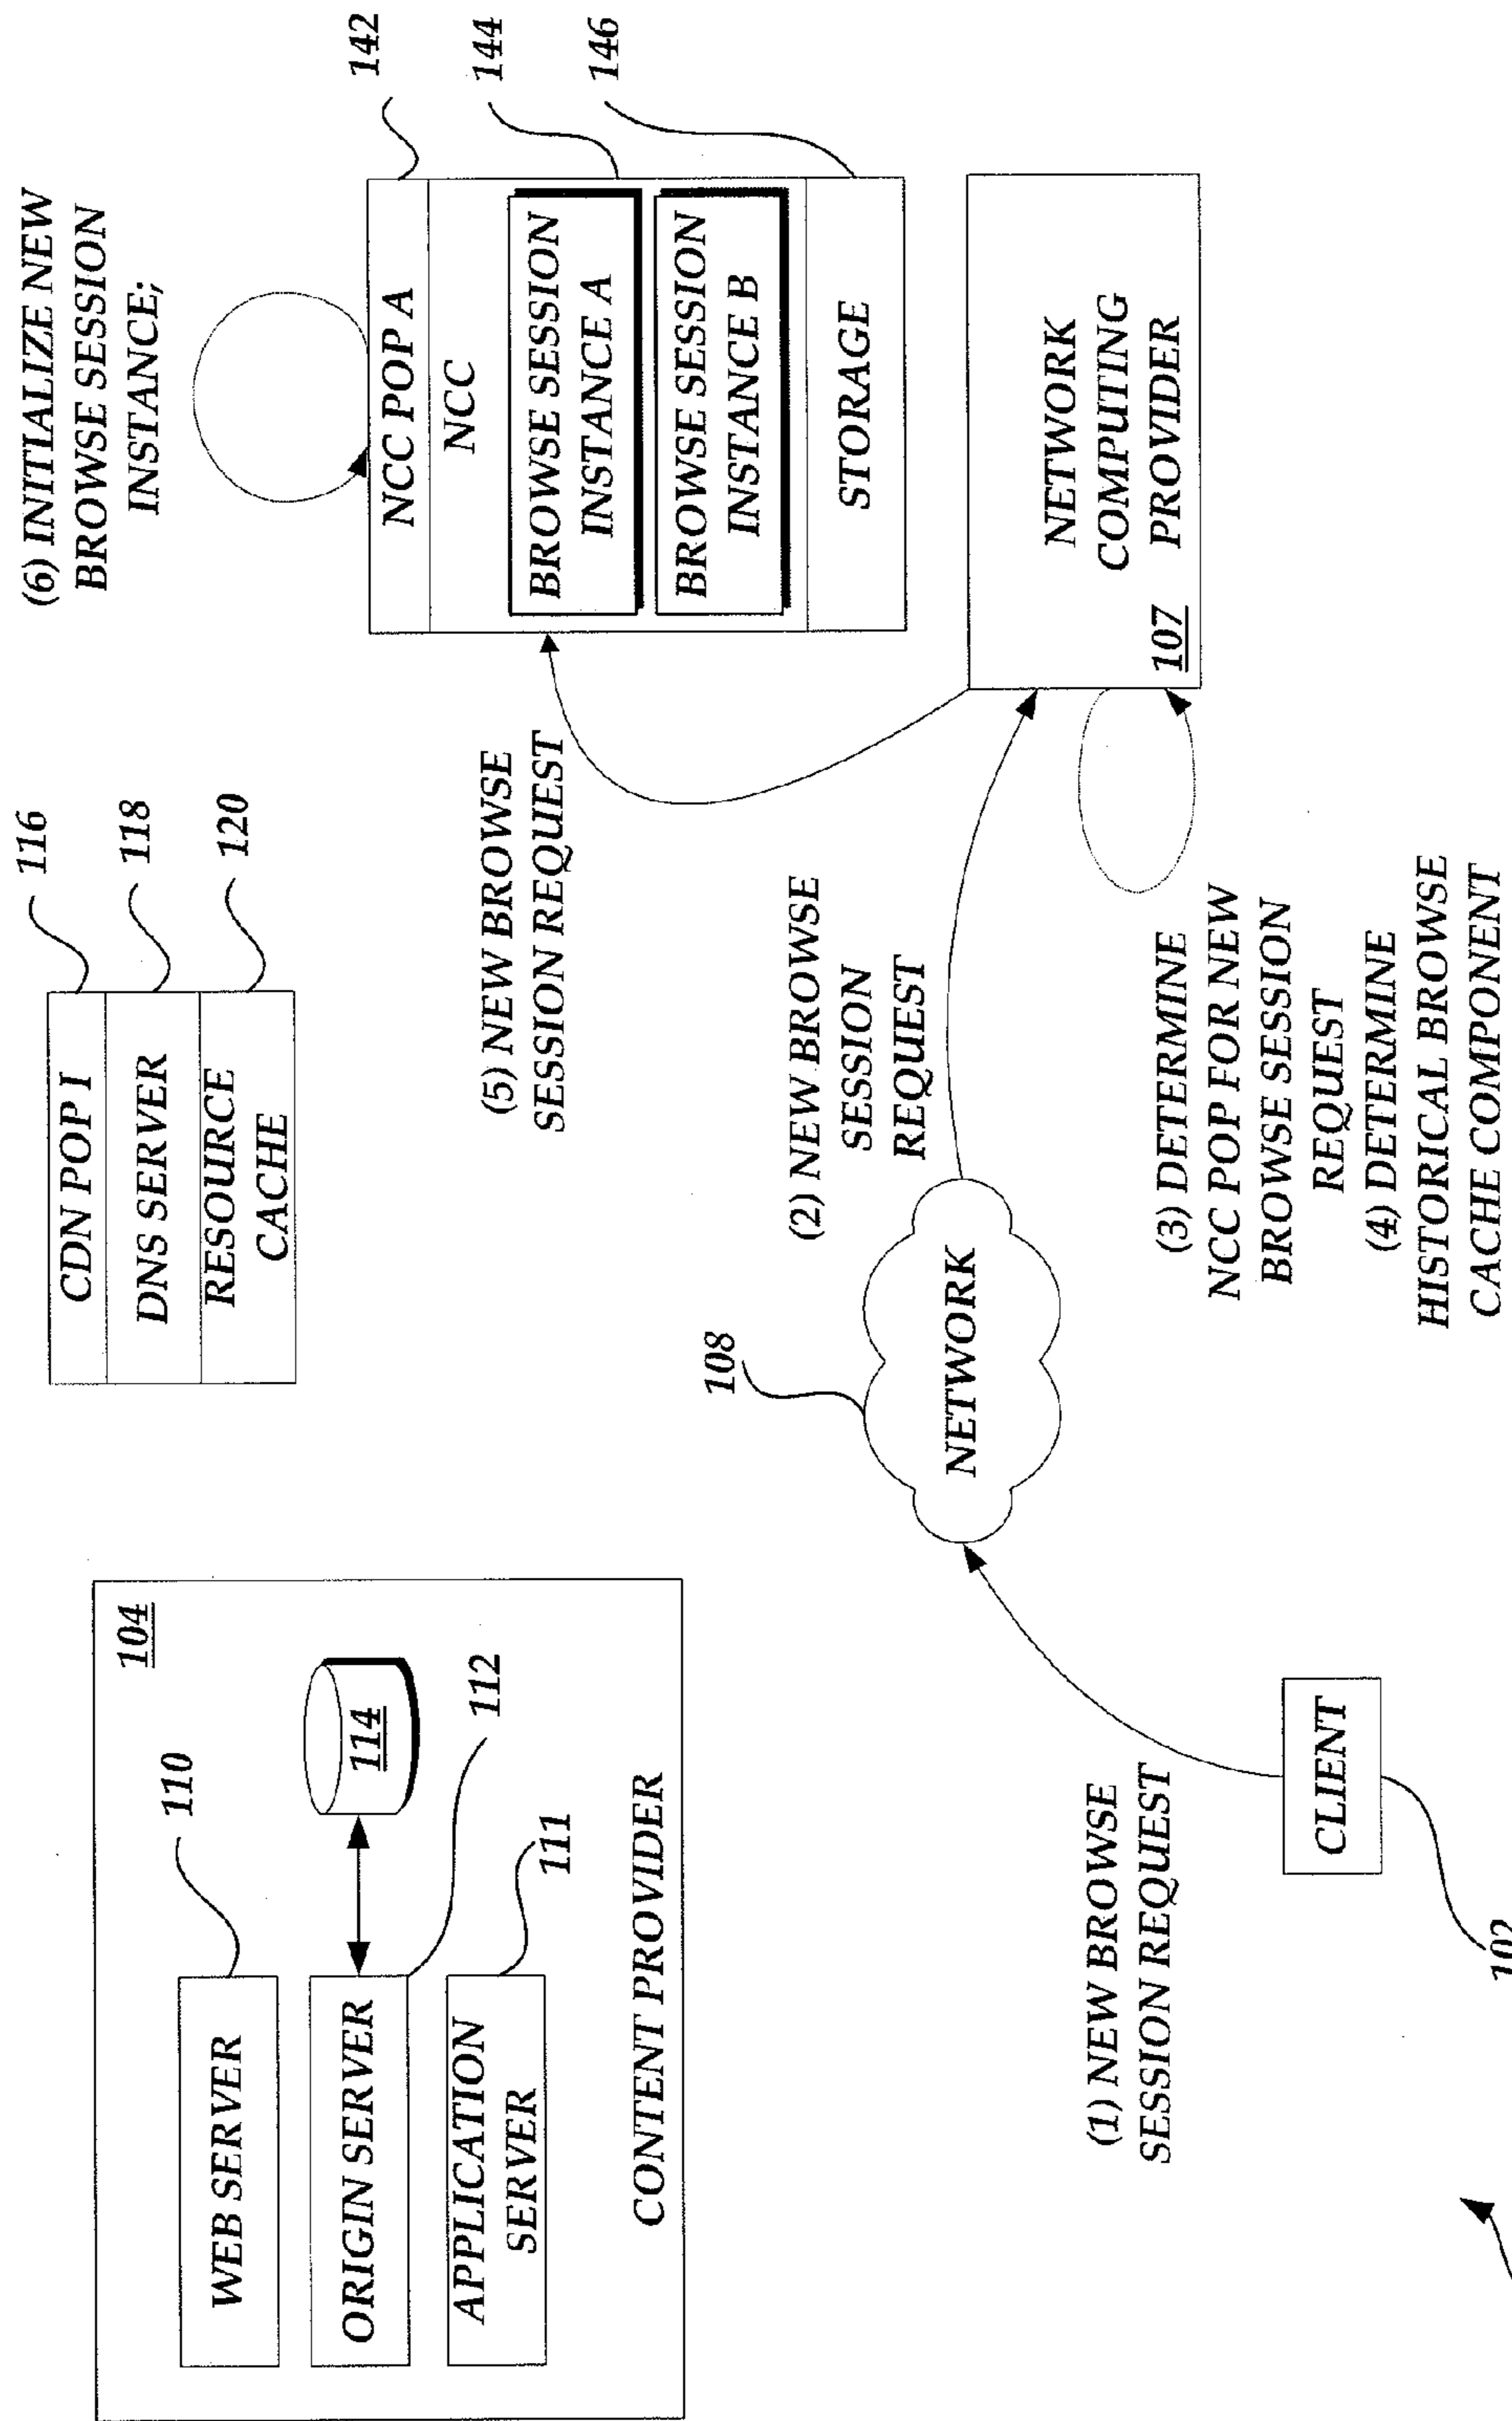 104
110
WEB SERVER
114
112
ORIGIN SERVER
111
APPLICATION
SERVER
CONTENT PROVIDER
116
118
120
CDN POP I
DNS SERVER
RESOURCE
CACHE
(6) INITIALIZE NEW
BROWSE SESSION
INSTANCE;
142
144
146
NCC POP A
NCC
BROWSE SESSION
INSTANCE A
BROWSE SESSION
INSTANCE B
STORAGE
(5) NEW BROWSE
SESSION REQUEST
108
NETWORK
(2) NEW BROWSE
SESSION
REQUEST
NETWORK
COMPUTING
PROVIDER
107
(1) NEW BROWSE
SESSION REQUEST
CLIENT
102
(3) DETERMINE
NCC POP FOR NEW
BROWSE SESSION
REQUEST
(4) DETERMINE
HISTORICAL BROWSE
CACHE COMPONENT